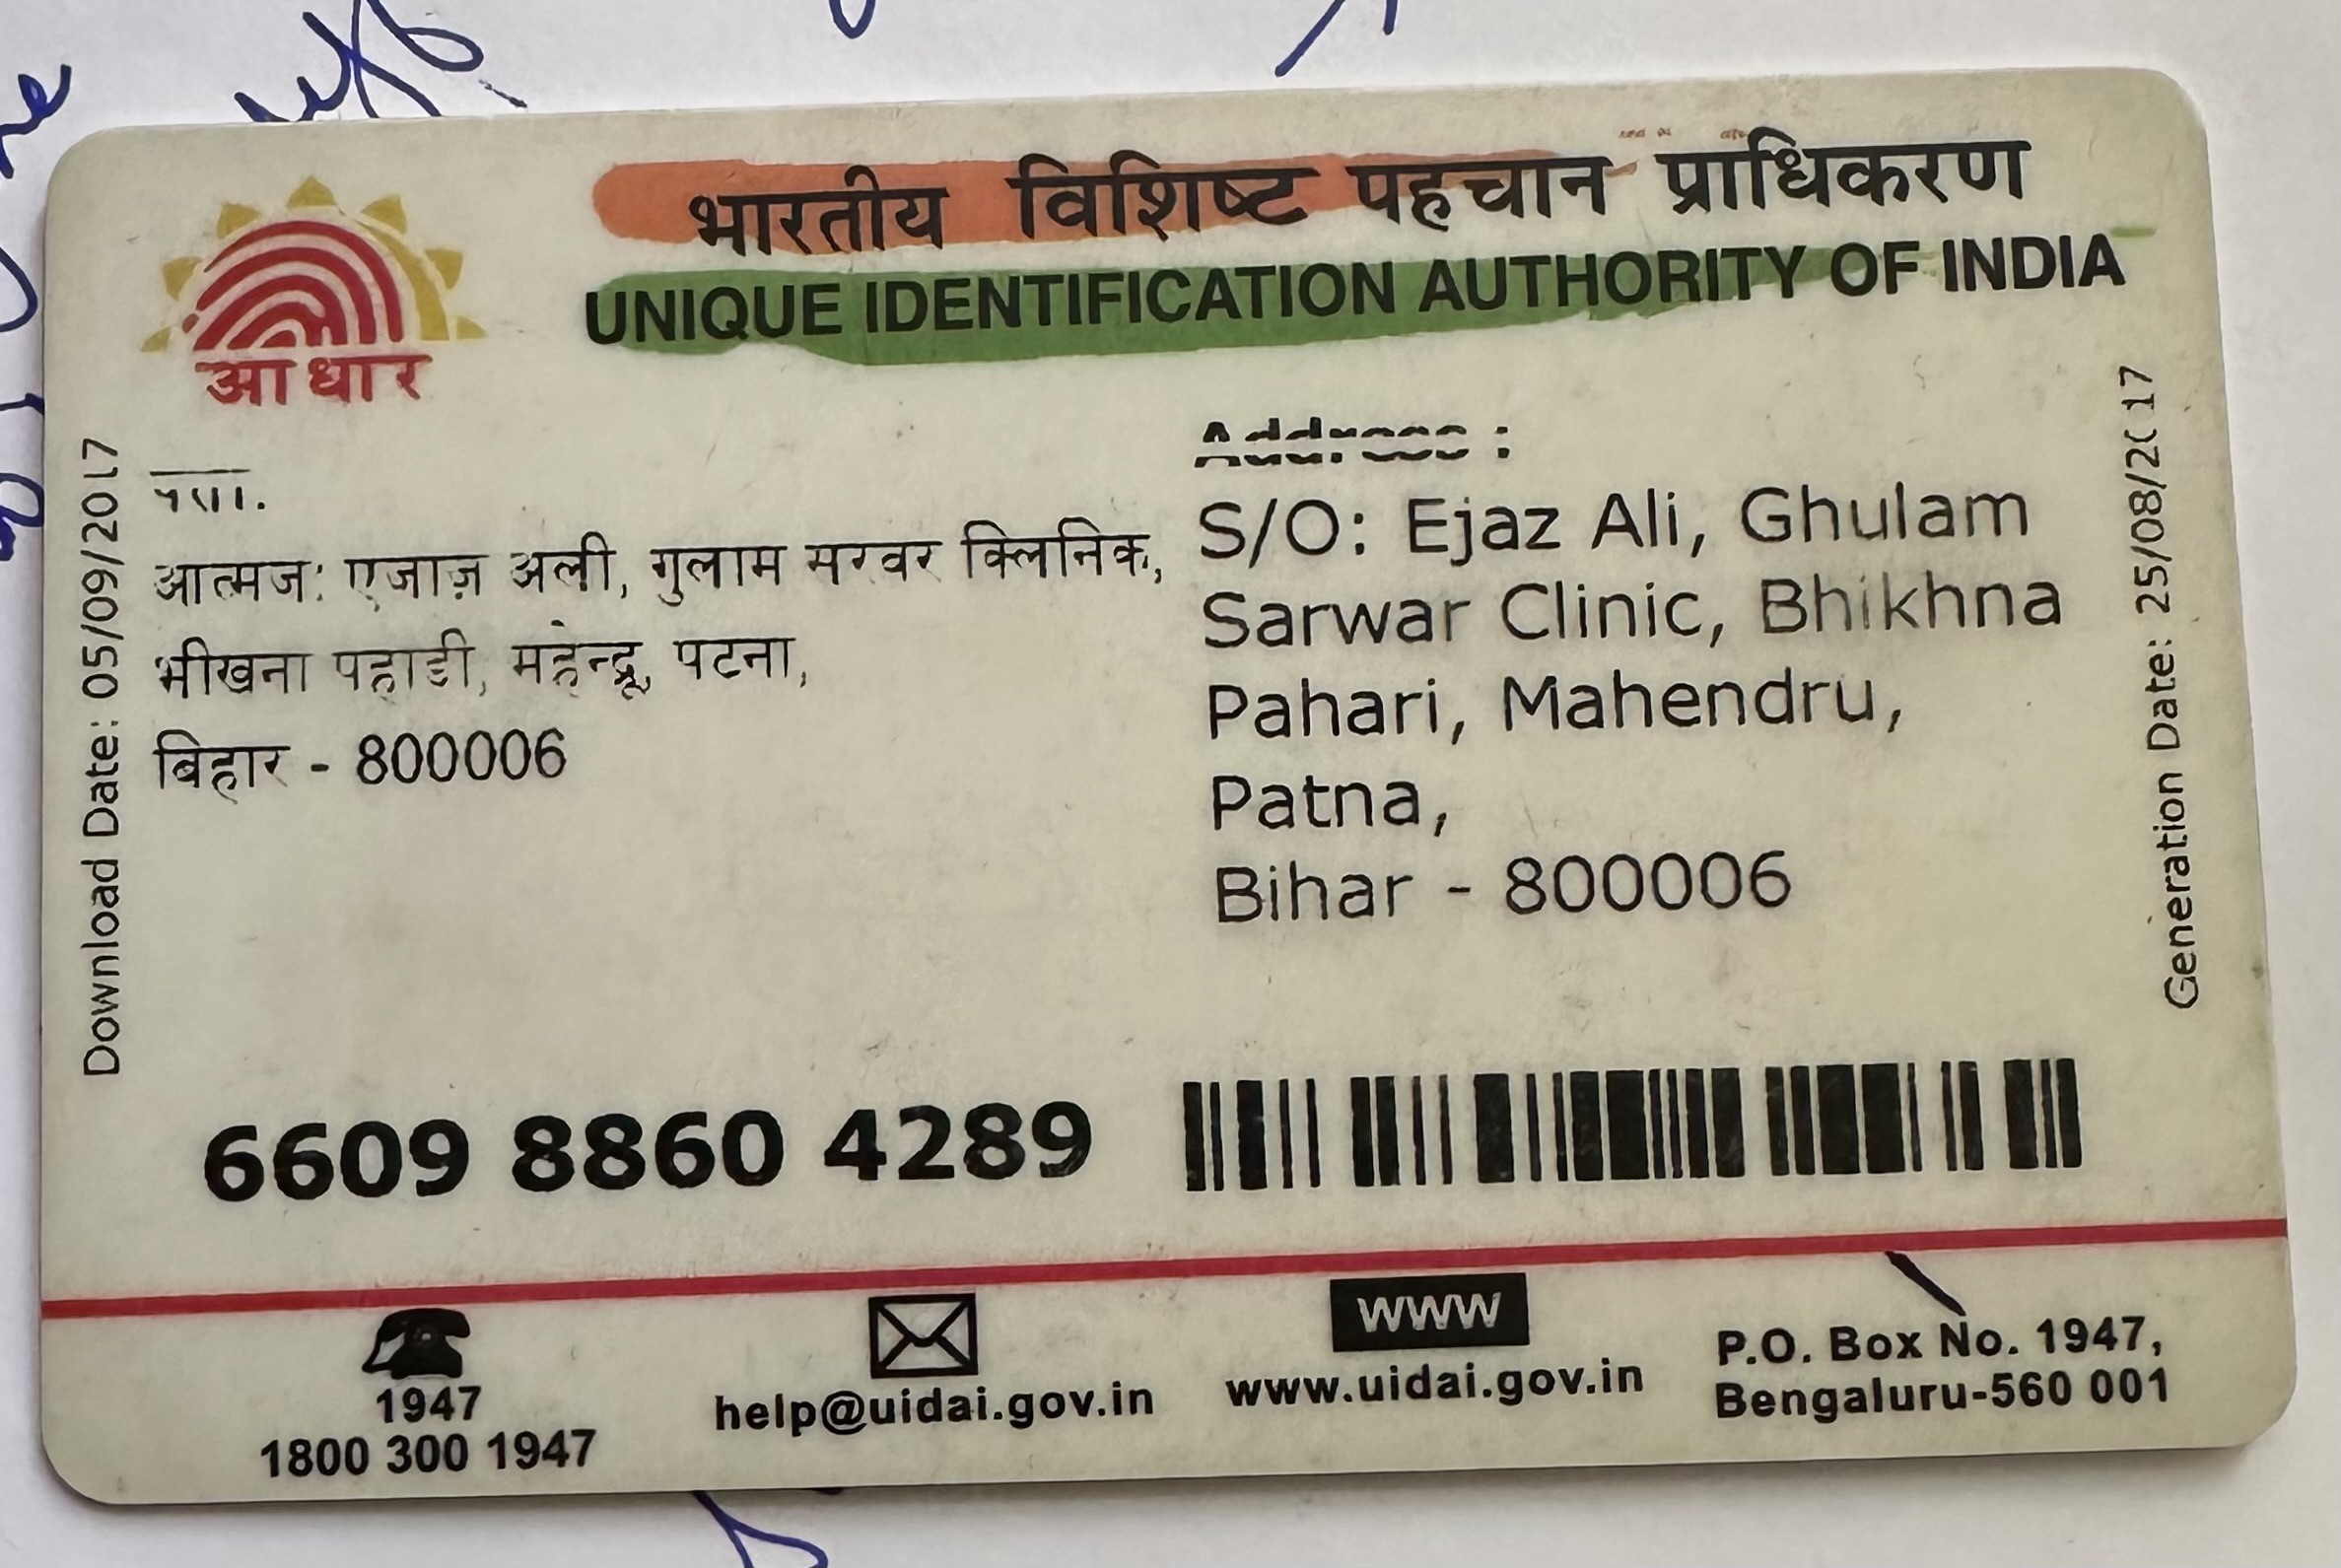 भारतीय विशिष्ट पहचान प्राधिकरण
UNIQUE IDENTIFICATION AUTHORITY OF INDIA
आधार
Download Date: 05/09/2017
आत्मज: एजाज़ अली, गुलाम सरवर क्लिनिक,
भीखना पहाडी, महेन्द्रू, पटना,
बिहार - 800006
Address :
S/O: Ejaz Ali, Ghulam
Sarwar Clinic, Bhikhna
Pahari, Mahendru,
Patna,
Bihar - 800006
Generation Date: 25/08/2017
6609 8860 4289
1947
1800 300 1947
help@uidai.gov.in
WWW
www.uidai.gov.in
P.O. Box No. 1947,
Bengaluru-560 001